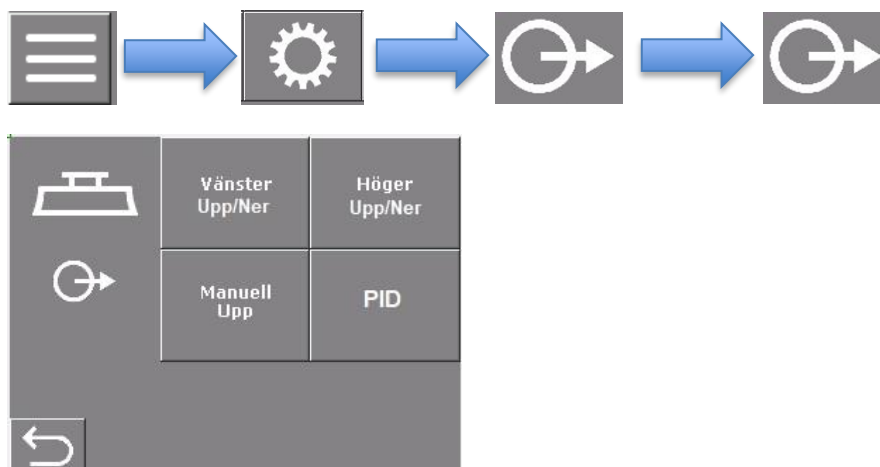 Vänster
Upp/Ner
Höger
Upp/Ner
Manuell
Upp
PID